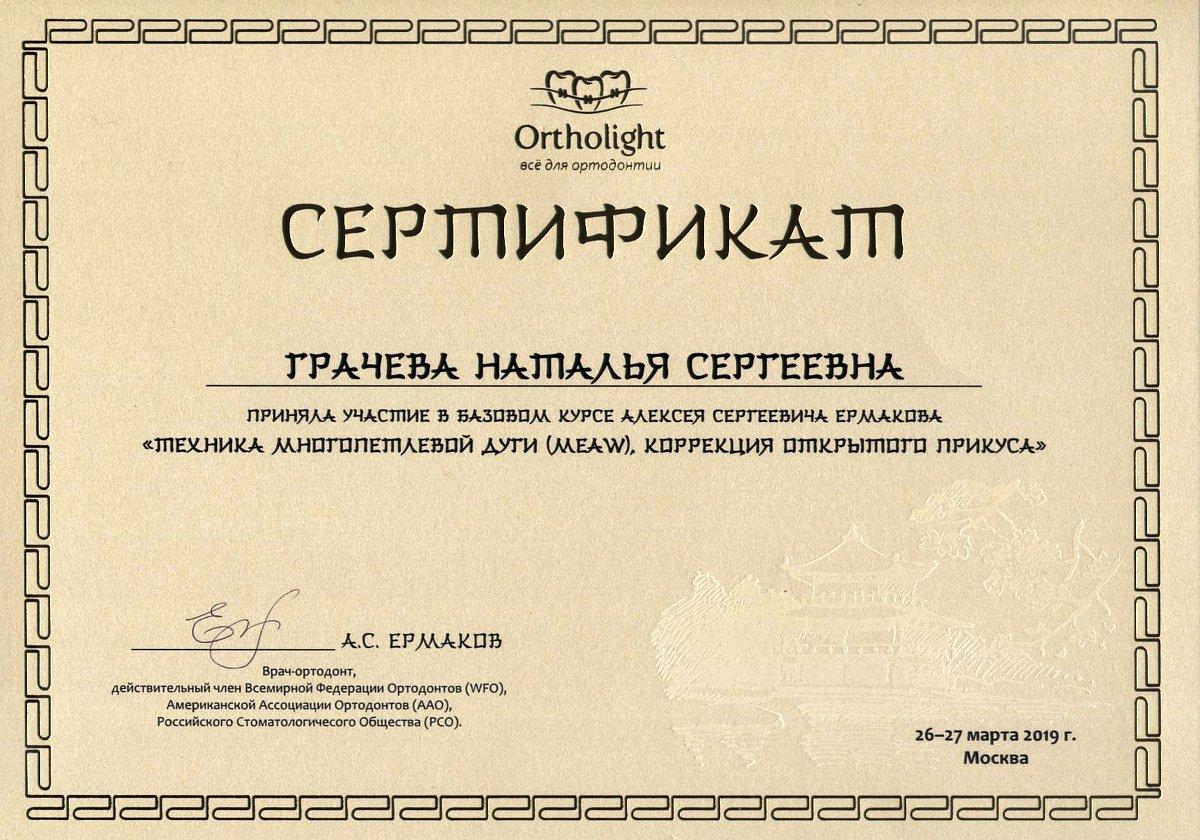 Ortholight
всё для ортодонтии
СЕРТИФИКАТ
ГРАЧЕВА НАТАЛЬЯ СЕРГЕЕВНА
ПРИНЯЛА УЧАСТИЕ В БАЗОВОМ КУРСЕ АЛЕКСЕЯ СЕРГЕЕВИЧА ЕРМАКОВА
«ТЕХНИКА МНОГОПЕТЛЕВОЙ ДУГИ (MEAW), КОРРЕКЦИЯ ОТКРЫТОГО ПРИКУСА»
А.С. ЕРМАКОВ
Врач-ортодонт,
действительный член Всемирной Федерации Ортодонтов (WFO),
Американской Ассоциации Ортодонтов (ААО),
Российского Стоматологичесого Общества (РСО).
26–27 марта 2019 г.
Москва